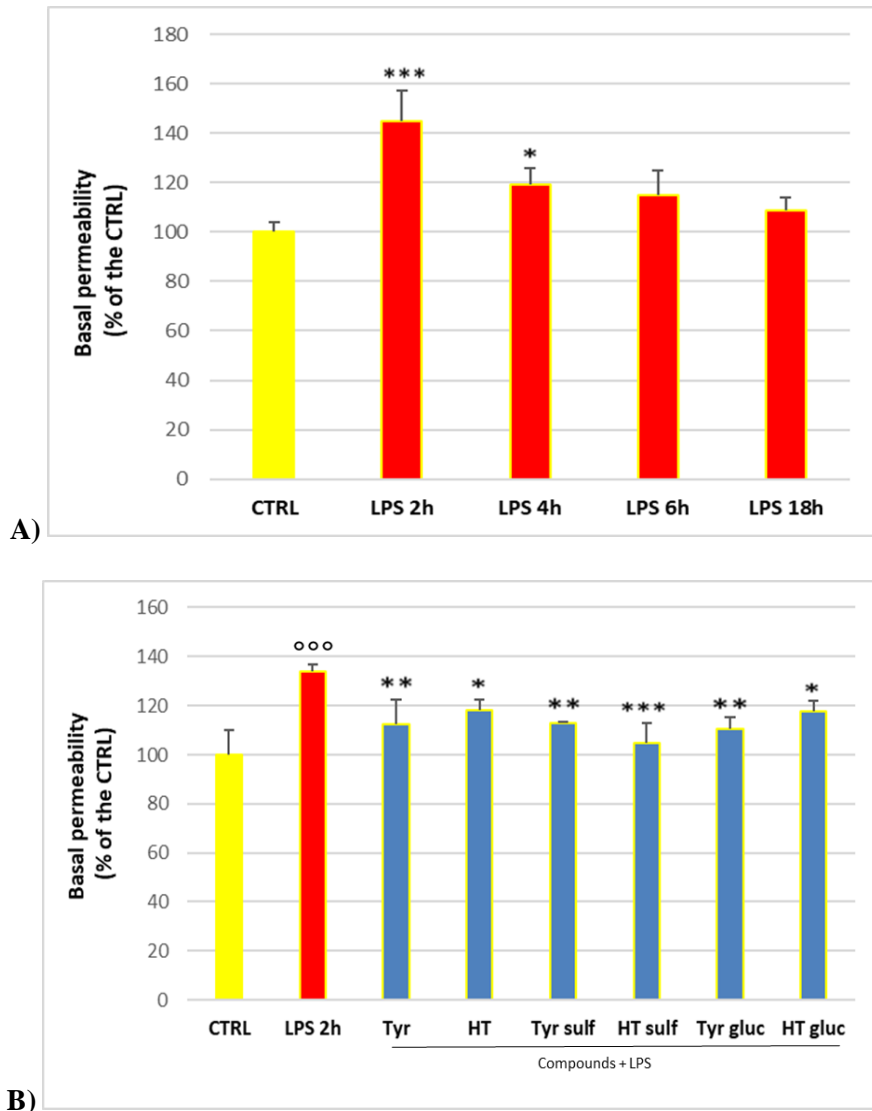 180
160
140
120
100
80
60
40
20
0
Basal permeability
(% of the CTRL)
***
*
CTRL LPS 2h LPS 4h LPS 6h LPS 18h
A)
160
140
120
100
80
60
40
20
0
Basal permeability
(% of the CTRL)
°°°
** * ** *** ** *
CTRL LPS 2h Tyr HT Tyr sulf HT sulf Tyr gluc HT gluc
Compounds + LPS
B)